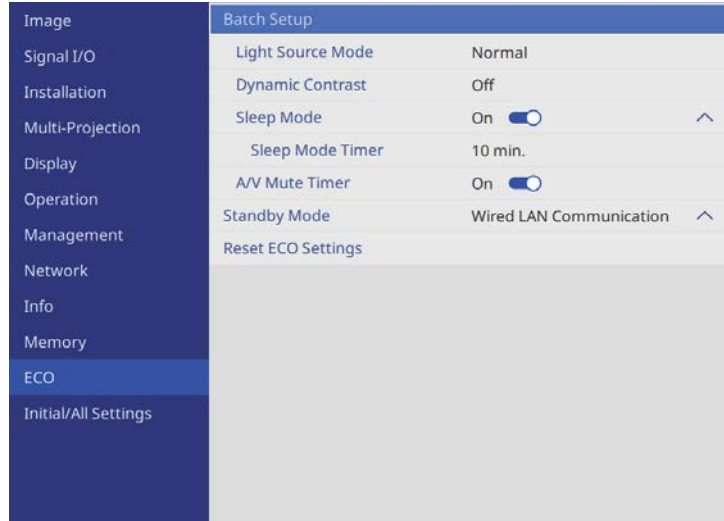 Image
Signal I/O
Installation
Multi-Projection
Display
Operation
Management
Network
Info
Memory
ECO
Initial/All Settings
Batch Setup
Light Source Mode Normal
Dynamic Contrast Off
Sleep Mode On
Sleep Mode Timer 10 min.
A/V Mute Timer On
Standby Mode Wired LAN Communication
Reset ECO Settings